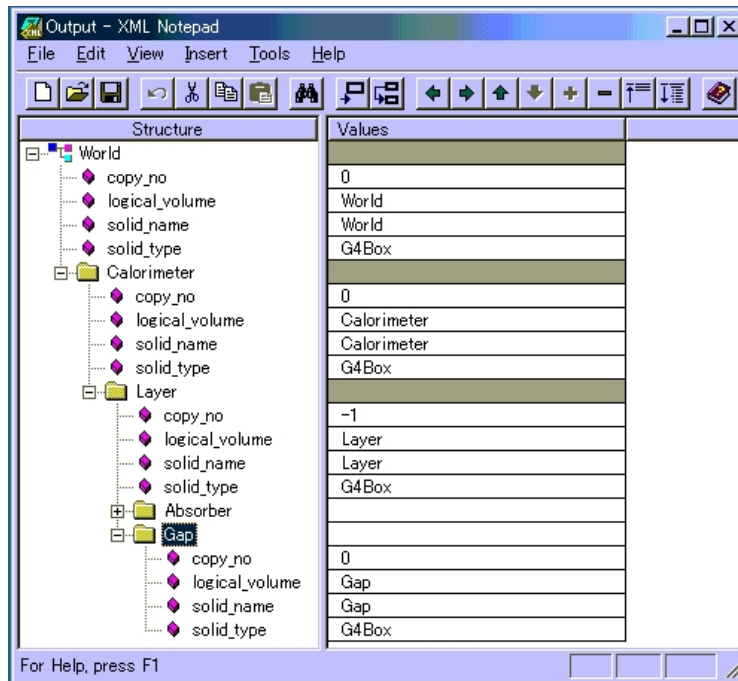 Output - XML Notepad
File Edit View Insert Tools Help
Structure Values
World
copy_no 0
logical_volume World
solid_name World
solid_type G4Box
Calorimeter
copy_no 0
logical_volume Calorimeter
solid_name Calorimeter
solid_type G4Box
Layer
copy_no -1
logical_volume Layer
solid_name Layer
solid_type G4Box
Absorber
Gap
copy_no 0
logical_volume Gap
solid_name Gap
solid_type G4Box
For Help, press F1